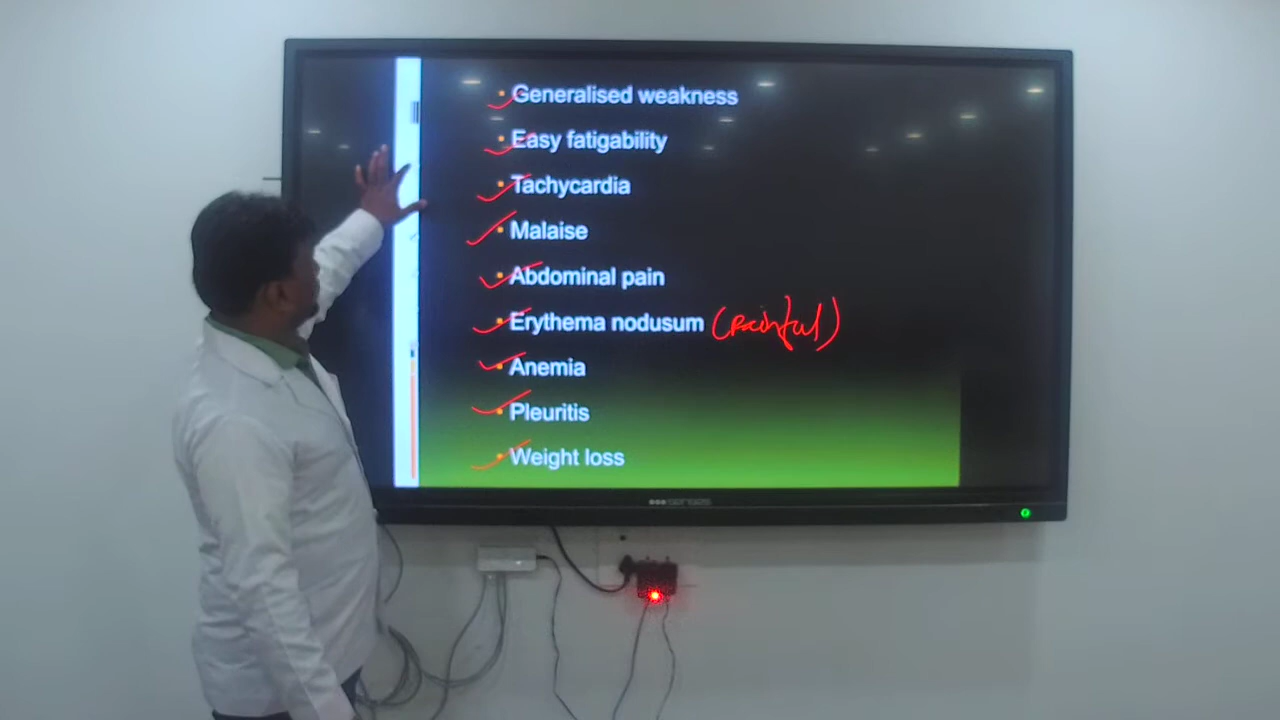 Generalised weakness
Easy fatigability
Tachycardia
Malaise
Abdominal pain
Erythema nodusum (Painful)
Anemia
Pleuritis
Weight loss